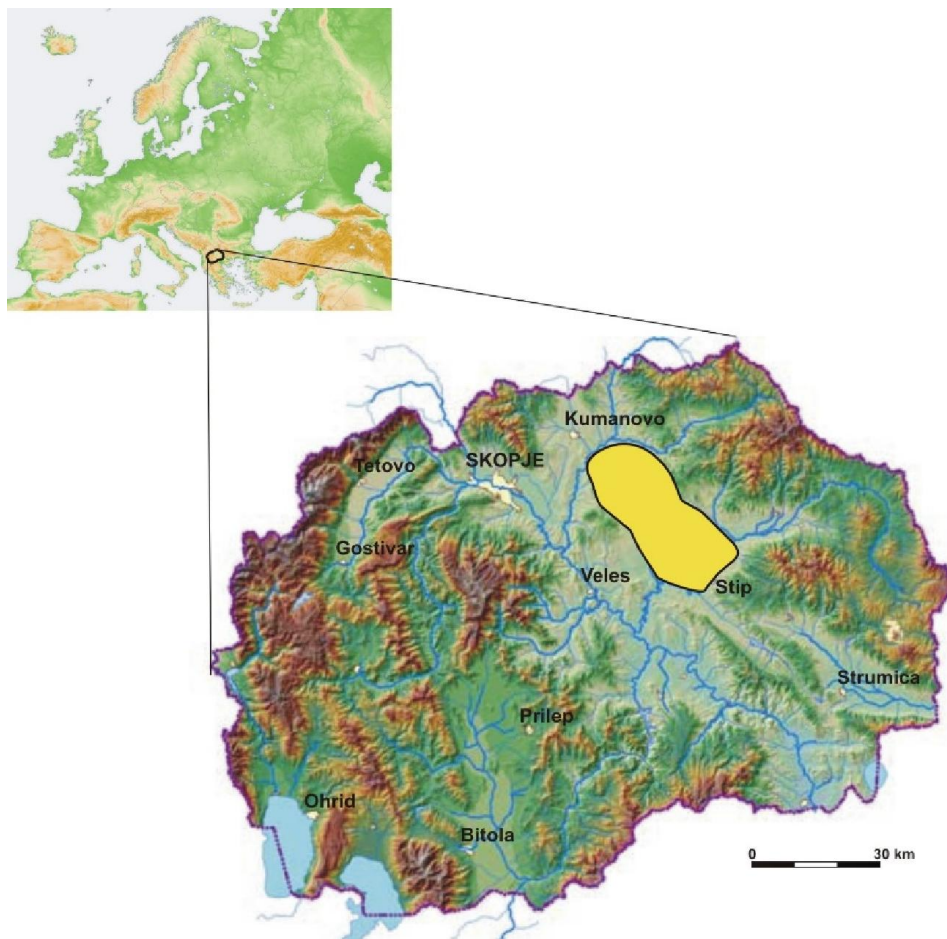 Kumanovo
SKOPJE
Tetovo
Gostivar
Veles
Stip
Strumica
Prilep
Ohrid
Bitola
0 30 km